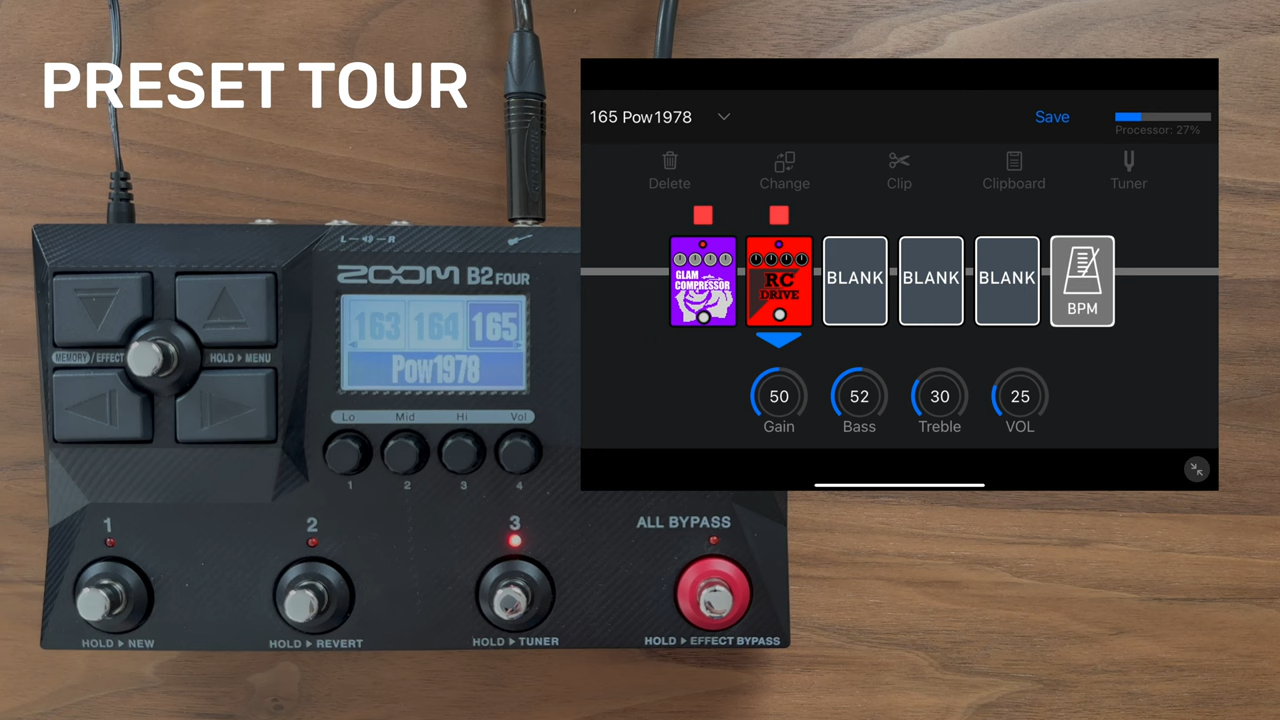 PRESET TOUR
165 Pow1978
Save
Processor: 27%
Delete
Change
Clip
Clipboard
Tuner
GLAM
COMPRESSOR
RC
DRIVE
BLANK
BLANK
BLANK
BPM
50
52
30
25
Gain
Bass
Treble
VOL
L R
ZOOM B2 FOUR
163 164 165
Pow1978
MEMORY / EFFECT
HOLD ▶ MENU
Lo Mid Hi Vol
1 2 3 4
1 2 3 ALL BYPASS
HOLD ▶ NEW
HOLD ▶ REVERT
HOLD ▶ TUNER
HOLD ▶ EFFECT BYPASS